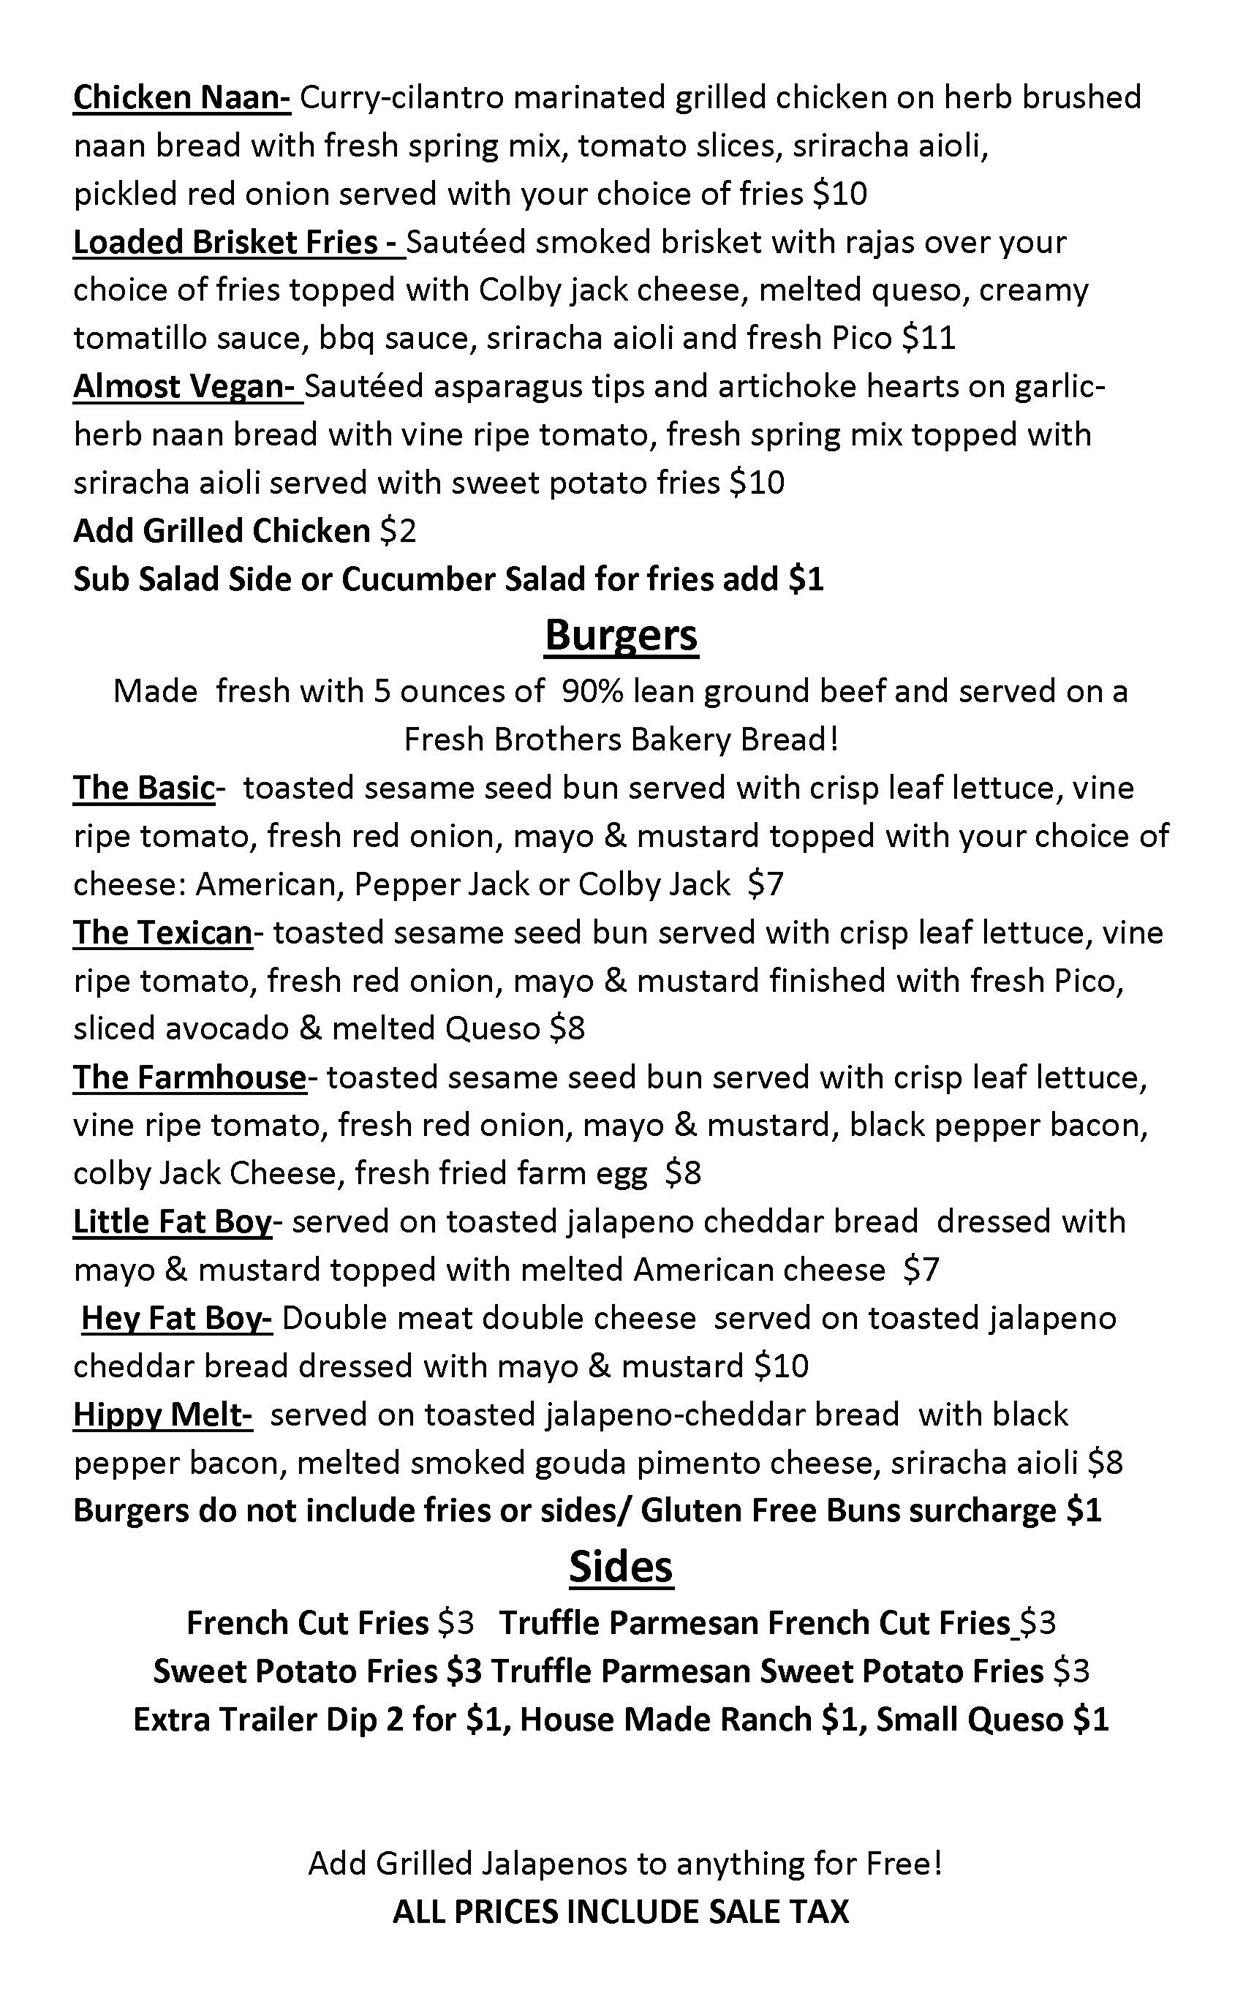 Chicken Naan- Curry-cilantro marinated grilled chicken on herb brushed
naan bread with fresh spring mix, tomato slices, sriracha aioli,
pickled red onion served with your choice of fries $10
Loaded Brisket Fries - Sautéed smoked brisket with rajas over your
choice of fries topped with Colby jack cheese, melted queso, creamy
tomatillo sauce, bbq sauce, sriracha aioli and fresh Pico $11
Almost Vegan- Sautéed asparagus tips and artichoke hearts on garlic-
herb naan bread with vine ripe tomato, fresh spring mix topped with
sriracha aioli served with sweet potato fries $10
Add Grilled Chicken $2
Sub Salad Side or Cucumber Salad for fries add $1
Burgers
Made fresh with 5 ounces of 90% lean ground beef and served on a
Fresh Brothers Bakery Bread!
The Basic- toasted sesame seed bun served with crisp leaf lettuce, vine
ripe tomato, fresh red onion, mayo & mustard topped with your choice of
cheese: American, Pepper Jack or Colby Jack $7
The Texican- toasted sesame seed bun served with crisp leaf lettuce, vine
ripe tomato, fresh red onion, mayo & mustard finished with fresh Pico,
sliced avocado & melted Queso $8
The Farmhouse- toasted sesame seed bun served with crisp leaf lettuce,
vine ripe tomato, fresh red onion, mayo & mustard, black pepper bacon,
colby Jack Cheese, fresh fried farm egg $8
Little Fat Boy- served on toasted jalapeno cheddar bread dressed with
mayo & mustard topped with melted American cheese $7
Hey Fat Boy- Double meat double cheese served on toasted jalapeno
cheddar bread dressed with mayo & mustard $10
Hippy Melt- served on toasted jalapeno-cheddar bread with black
pepper bacon, melted smoked gouda pimento cheese, sriracha aioli $8
Burgers do not include fries or sides/ Gluten Free Buns surcharge $1
Sides
French Cut Fries $3 Truffle Parmesan French Cut Fries $3
Sweet Potato Fries $3 Truffle Parmesan Sweet Potato Fries $3
Extra Trailer Dip 2 for $1, House Made Ranch $1, Small Queso $1
Add Grilled Jalapenos to anything for Free!
ALL PRICES INCLUDE SALE TAX